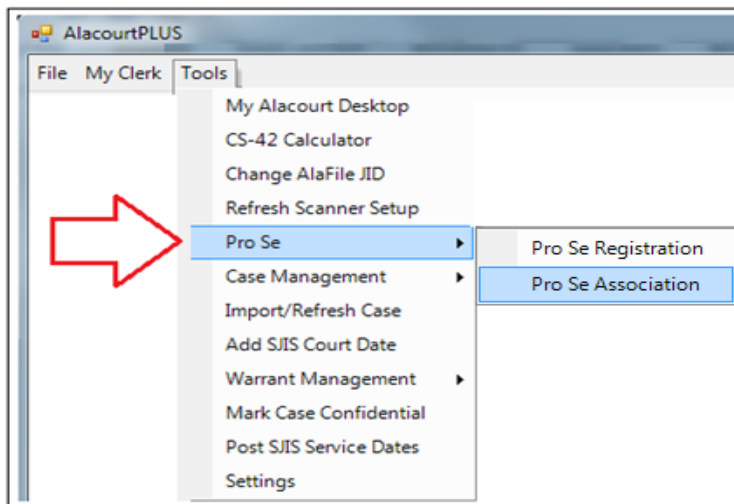 AlacourtPLUS
File My Clerk Tools
My Alacourt Desktop
CS-42 Calculator
Change AlaFile JID
Refresh Scanner Setup
Pro Se
Pro Se Registration
Case Management
Pro Se Association
Import/Refresh Case
Add SJIS Court Date
Warrant Management
Mark Case Confidential
Post SJIS Service Dates
Settings